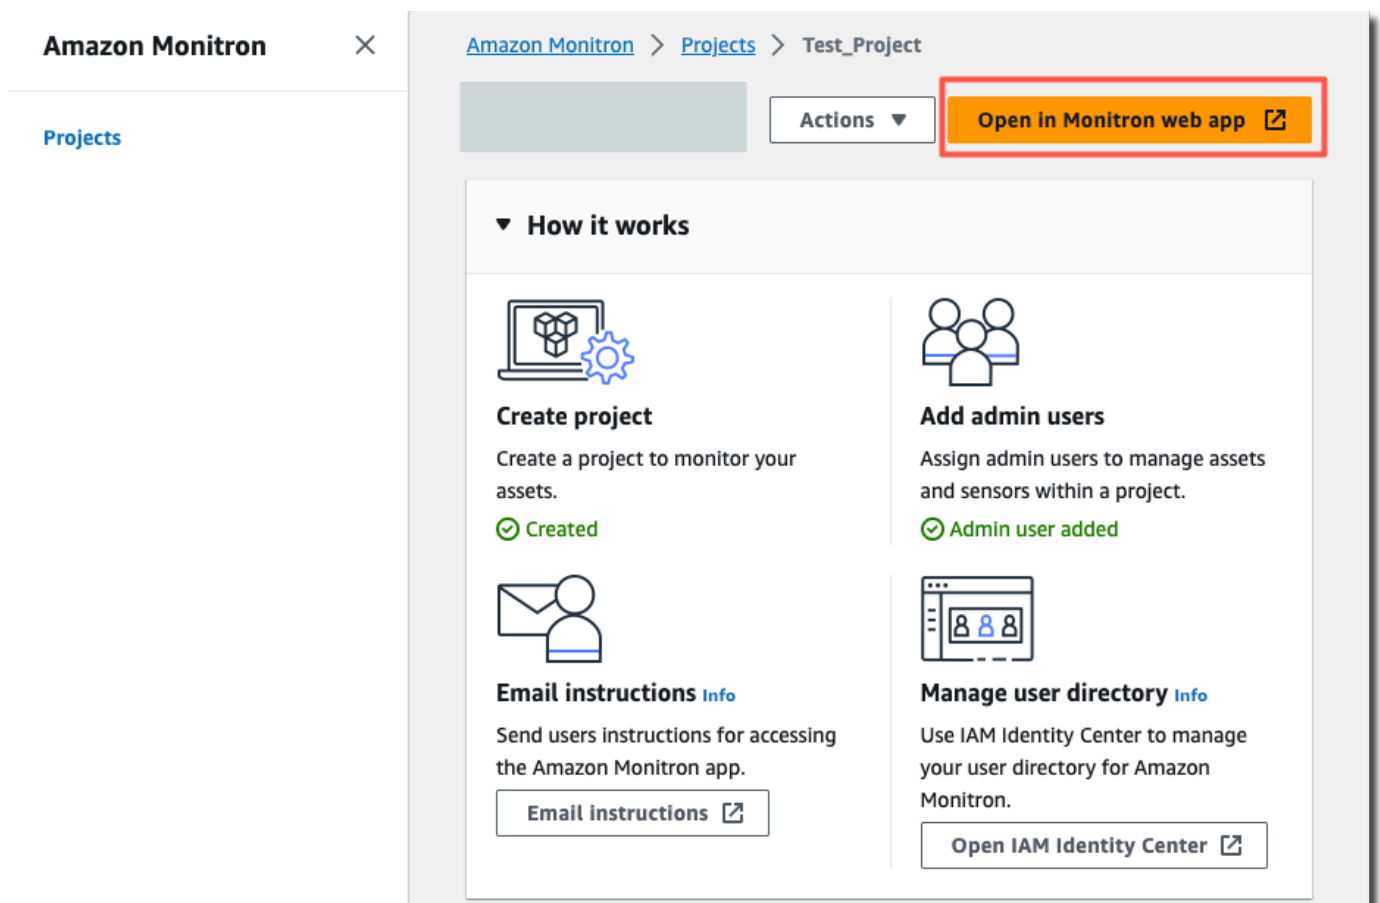 Amazon Monitron
Projects
Amazon Monitron > Projects > Test_Project
Actions
Open in Monitron web app
How it works
Create project
Create a project to monitor your
assets.
Created
Add admin users
Assign admin users to manage assets
and sensors within a project.
Admin user added
Email instructions Info
Send users instructions for accessing
the Amazon Monitron app.
Email instructions
Manage user directory Info
Use IAM Identity Center to manage
your user directory for Amazon
Monitron.
Open IAM Identity Center